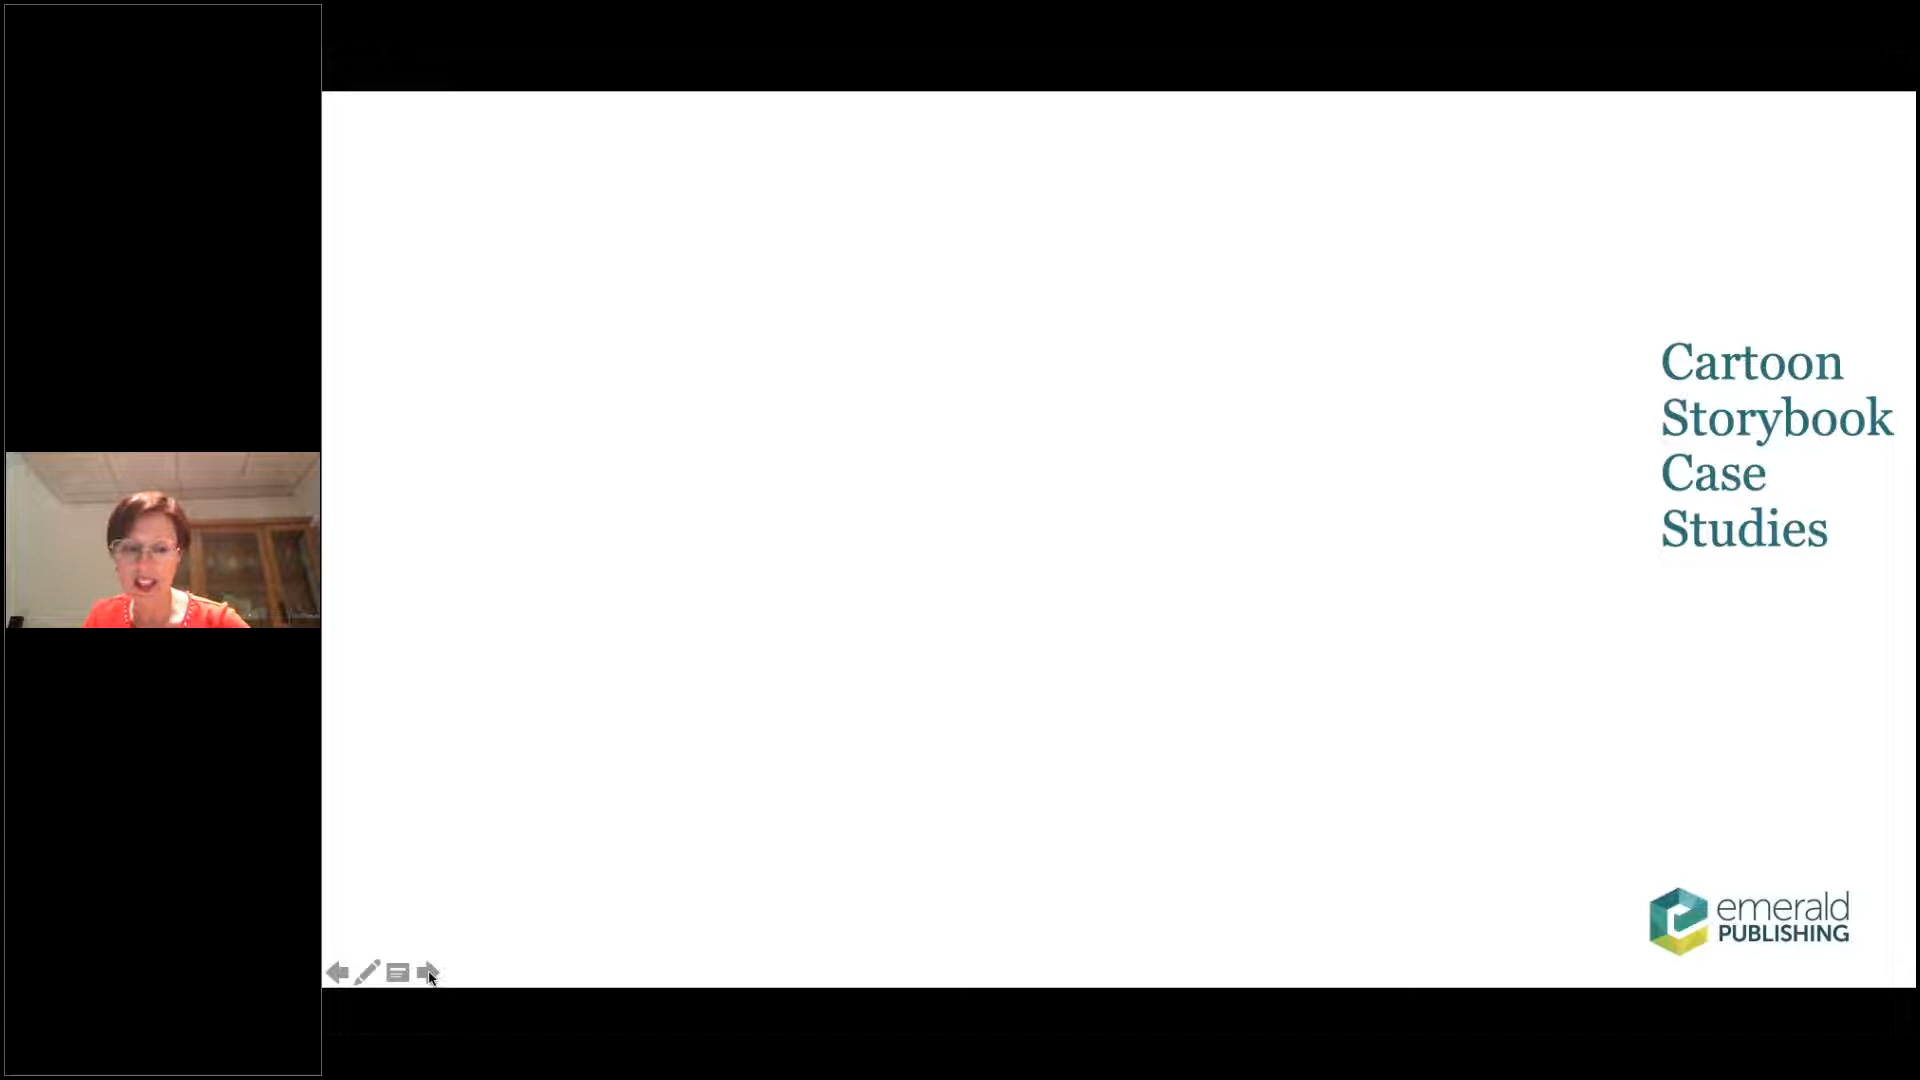 Cartoon
Storybook
Case
Studies
emerald
PUBLISHING